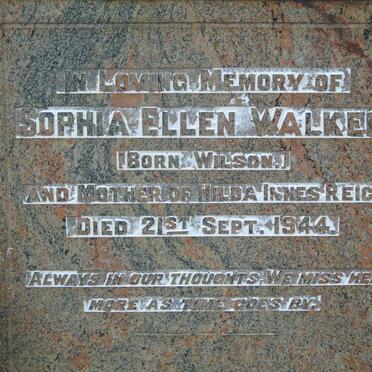 IN LOVING MEMORY OF
SOPHIA ELLEN WALKE
(BORN WILSON.)
AND MOTHER OF HILDA INNES REIC
DIED 21ST SEPT. 1944.
ALWAYS IN OUR THOUGHTS. WE MISS HE
MORE AS TIME GOES BY.